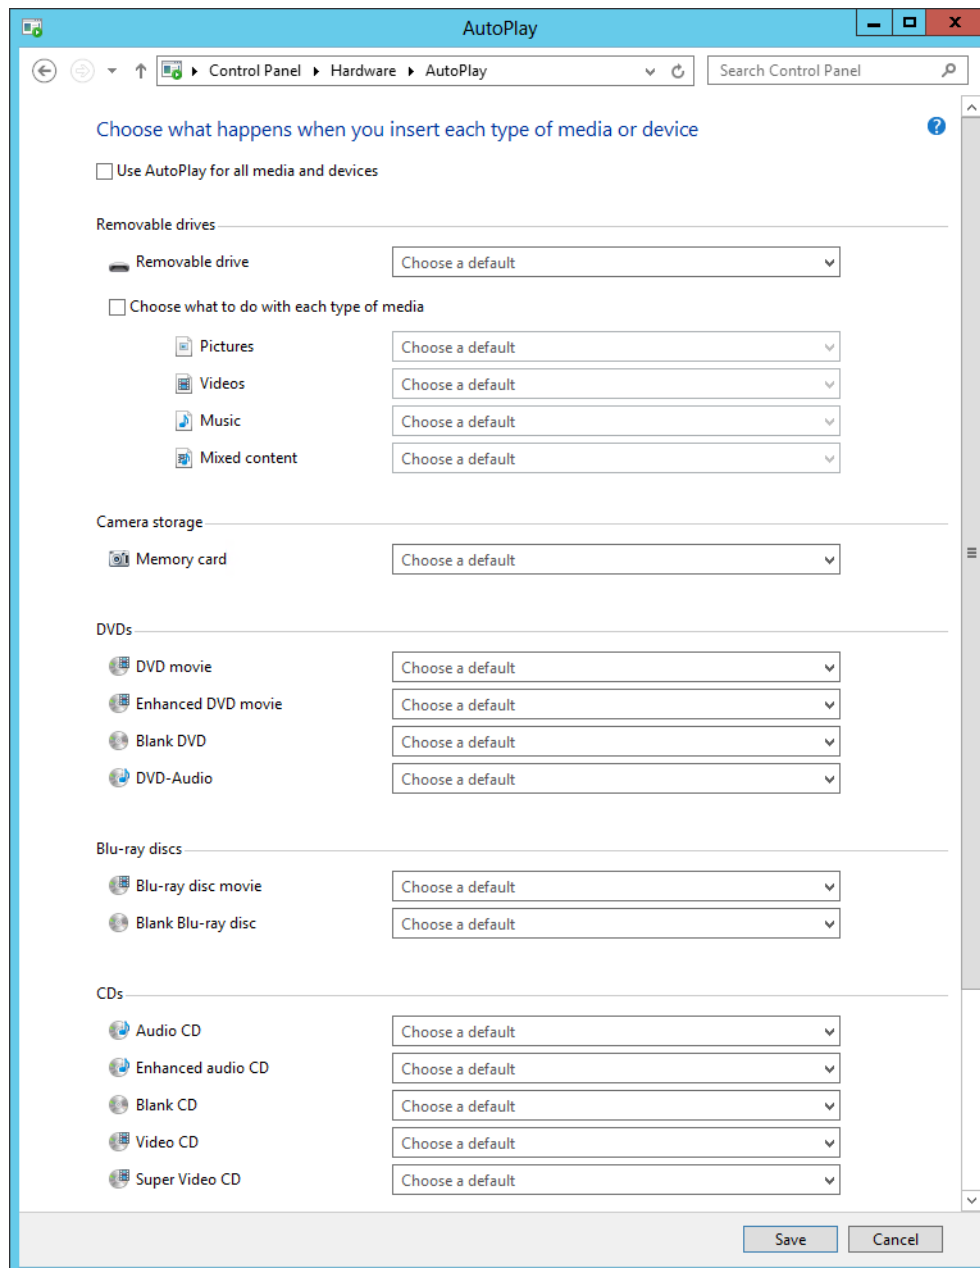 AutoPlay
Control Panel Hardware AutoPlay Search Control Panel
Choose what happens when you insert each type of media or device
Use AutoPlay for all media and devices
Removable drives
Removable drive Choose a default
Choose what to do with each type of media
Pictures Choose a default
Videos Choose a default
Music Choose a default
Mixed content Choose a default
Camera storage
Memory card Choose a default
DVDs
DVD movie Choose a default
Enhanced DVD movie Choose a default
Blank DVD Choose a default
DVD-Audio Choose a default
Blu-ray discs
Blu-ray disc movie Choose a default
Blank Blu-ray disc Choose a default
CDs
Audio CD Choose a default
Enhanced audio CD Choose a default
Blank CD Choose a default
Video CD Choose a default
Super Video CD Choose a default
Save Cancel